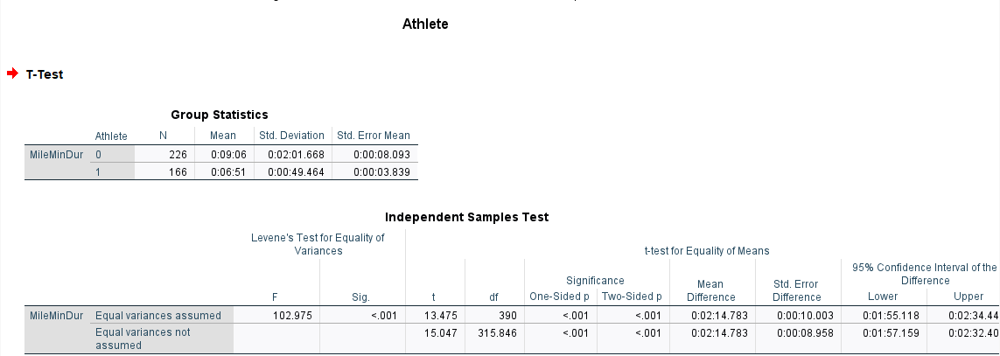 Athlete
T-Test
Group Statistics
Athlete N Mean Std. Deviation Std. Error Mean
MileMinDur 0 226 0:09:06 0:02:01.668 0:00:08.093
1 166 0:06:51 0:00:49.464 0:00:03.839
Independent Samples Test
Levene's Test for Equality of
Variances
t-test for Equality of Means
95% Confidence Interval of the
Difference
Significance
Mean
Difference
Std. Error
Difference
F Sig. t df One-Sided p Two-Sided p Lower Upper
MileMinDur Equal variances assumed 102.975 <.001 13.475 390 <.001 <.001 0:02:14.783 0:00:10.003 0:01:55.118 0:02:34.44
Equal variances not
assumed
15.047 315.846 <.001 <.001 0:02:14.783 0:00:08.958 0:01:57.159 0:02:32.40